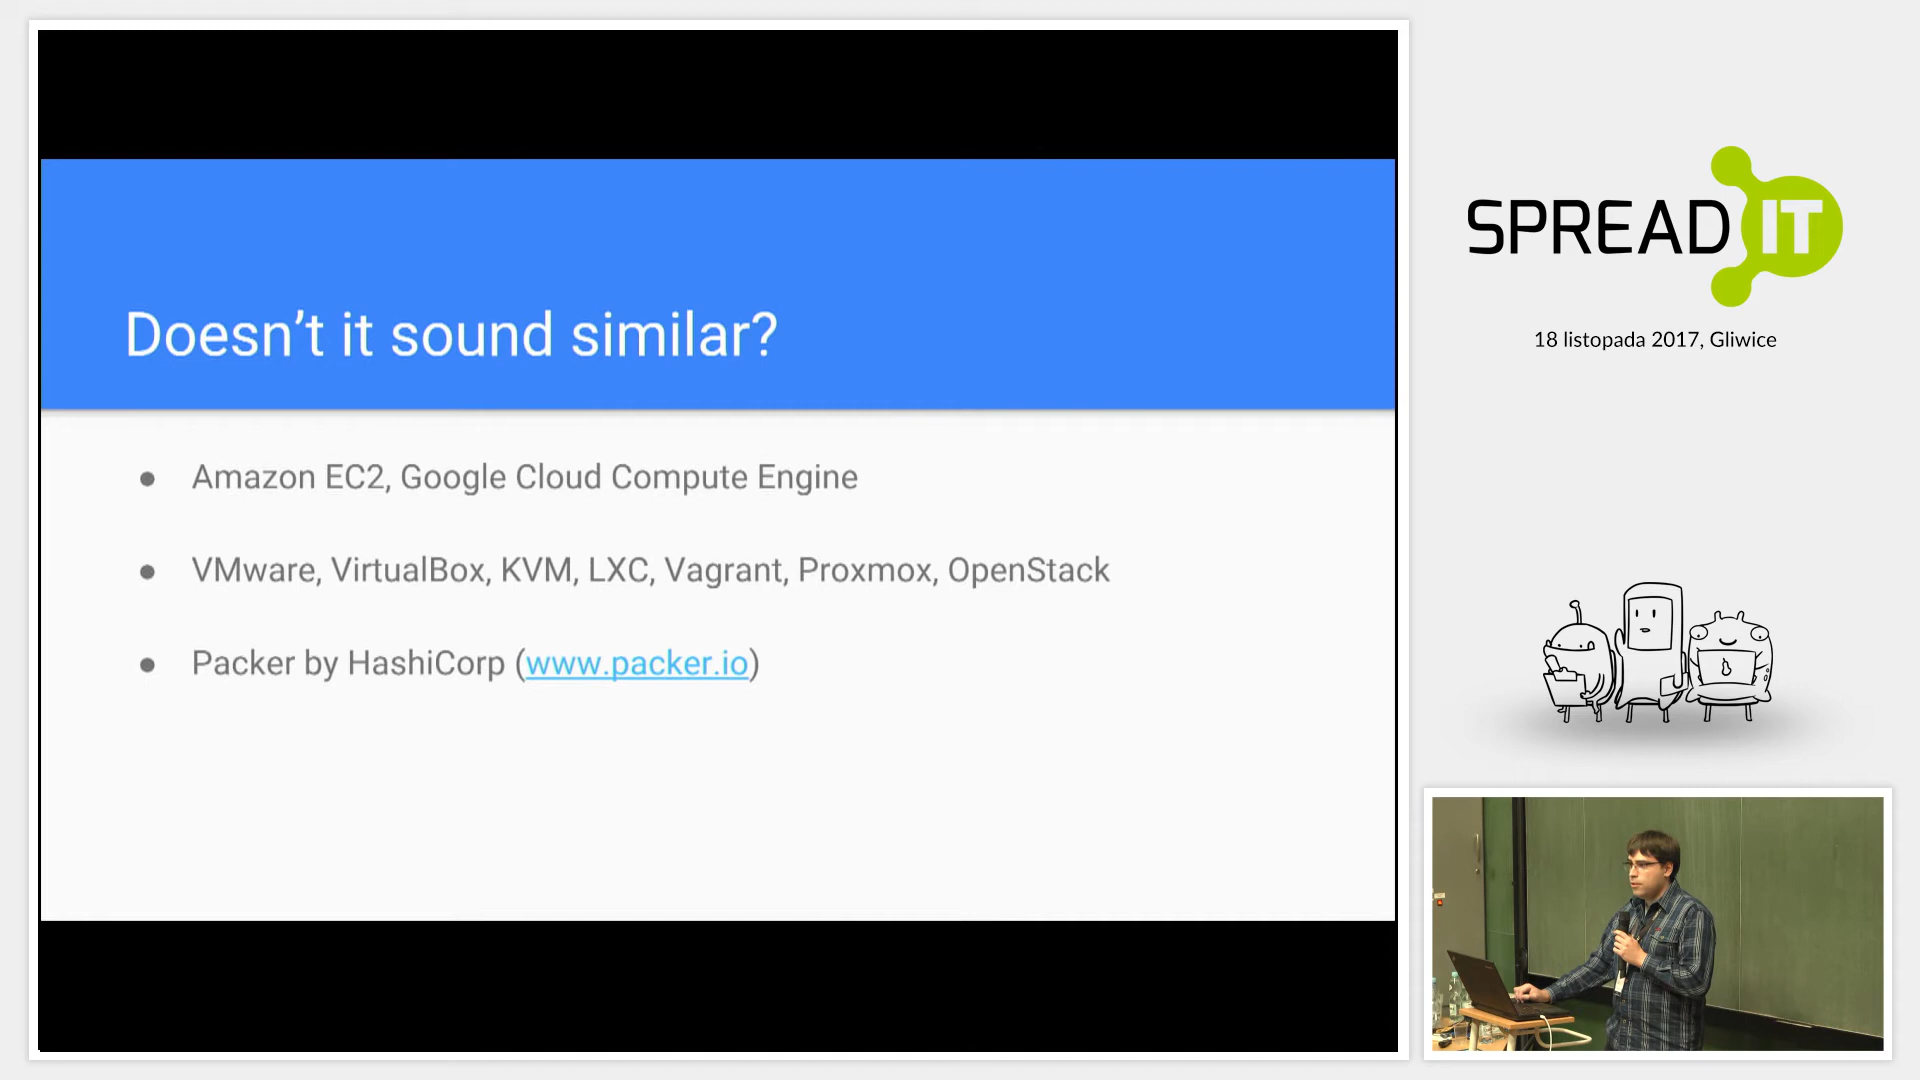 Doesn’t it sound similar?
● Amazon EC2, Google Cloud Compute Engine
● VMware, VirtualBox, KVM, LXC, Vagrant, Proxmox, OpenStack
● Packer by HashiCorp (www.packer.io)
SPREAD IT
18 listopada 2017, Gliwice